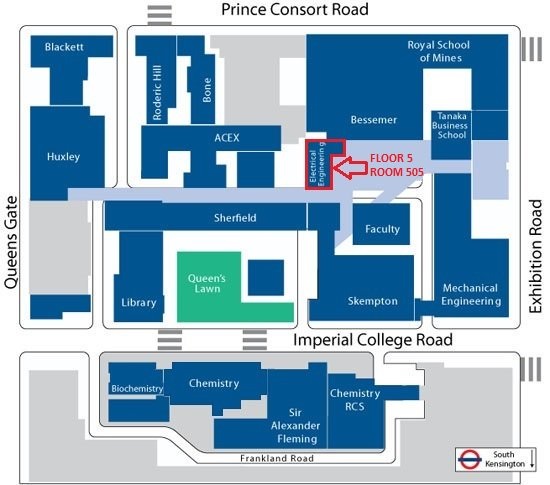 Prince Consort Road
Blackett
Royal School
of Mines
Roderic Hill
Bone
Bessemer
Tanaka
Business
School
ACEX
Huxley
Electrical
Engineering
FLOOR 5
ROOM 505
Queens Gate
Exhibition Road
Sherfield
Faculty
Queen's
Lawn
Library
Skempton
Mechanical
Engineering
Imperial College Road
Biochemistry
Chemistry
Chemistry
RCS
Sir
Alexander
Fleming
Frankland Road
South
Kensington